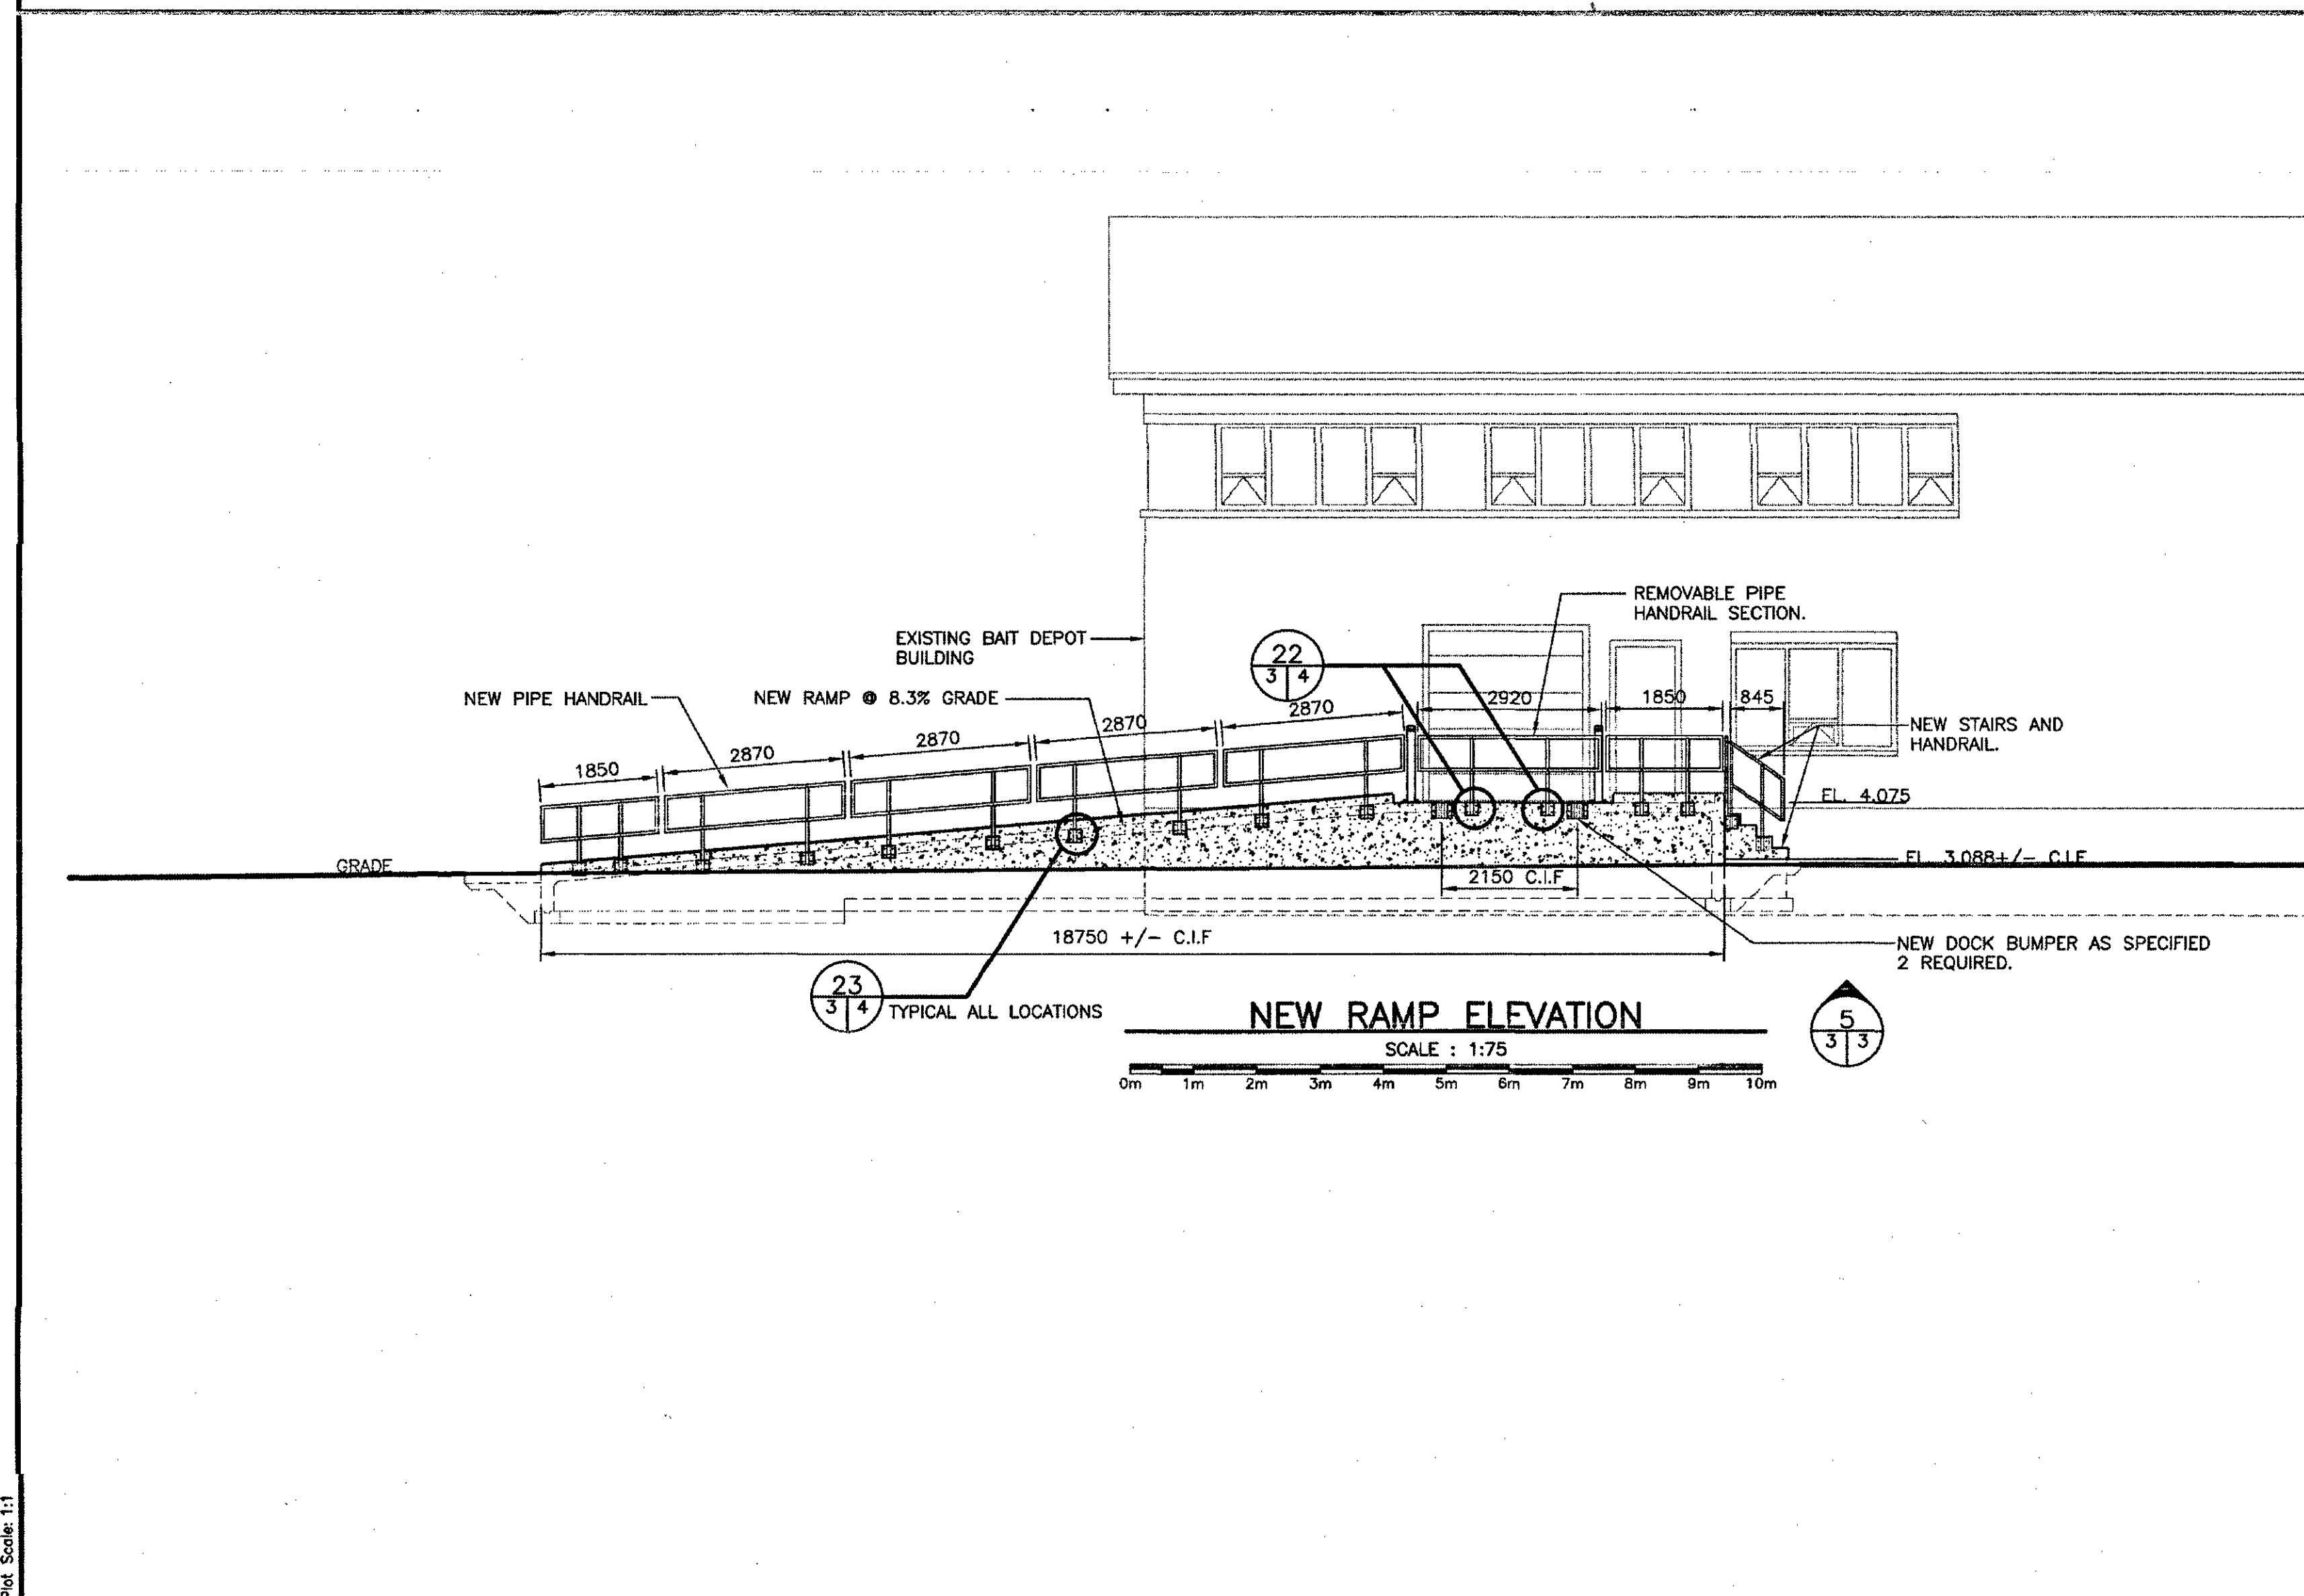 REMOVABLE PIPE
HANDRAIL SECTION.
EXISTING BAIT DEPOT
BUILDING
22
3 4
NEW PIPE HANDRAIL
NEW RAMP @ 8.3% GRADE
1850
2870
2870
2870
2870
2920
1850
845
NEW STAIRS AND
HANDRAIL.
EL. 4.075
GRADE
EL. 3.088+/- C.I.F
2150 C.I.F
18750 +/- C.I.F
NEW DOCK BUMPER AS SPECIFIED
2 REQUIRED.
23
3 4
TYPICAL ALL LOCATIONS
NEW RAMP ELEVATION
SCALE : 1:75
5
3 3
0m 1m 2m 3m 4m 5m 6m 7m 8m 9m 10m
Plot Scale: 1:1